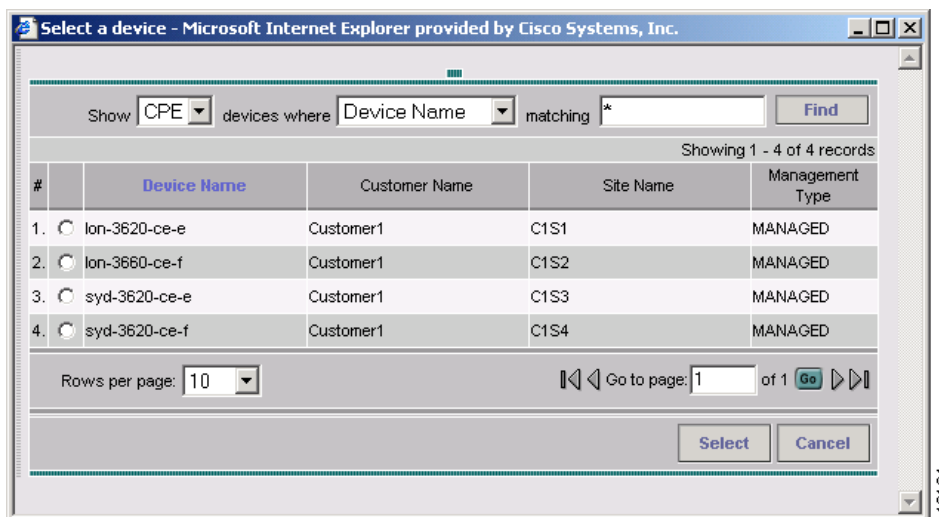 Select a device - Microsoft Internet Explorer provided by Cisco Systems, Inc.
Show CPE devices where Device Name matching * Find
Showing 1 - 4 of 4 records
# Device Name Customer Name Site Name Management Type
1. lon-3620-ce-e Customer1 C1S1 MANAGED
2. lon-3660-ce-f Customer1 C1S2 MANAGED
3. syd-3620-ce-e Customer1 C1S3 MANAGED
4. syd-3620-ce-f Customer1 C1S4 MANAGED
Rows per page: 10 Go to page: 1 of 1 Go
Select Cancel